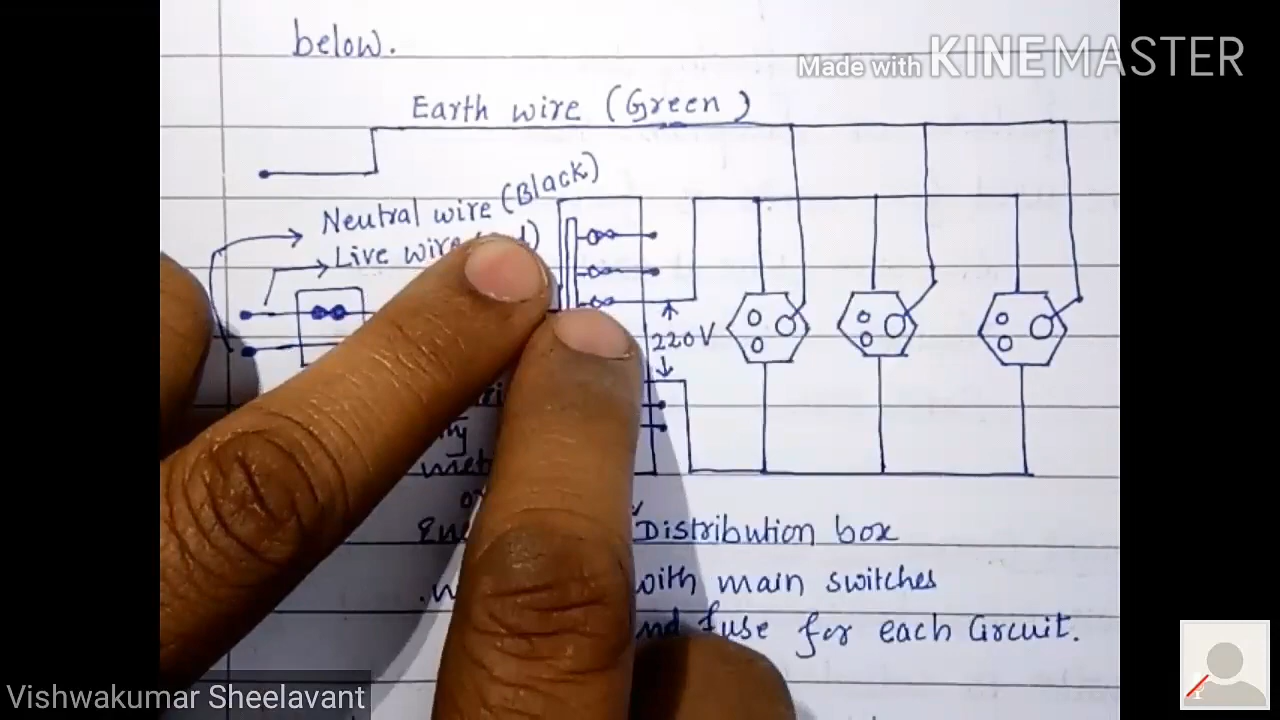 below.
Made with KINEMASTER
Earth wire (Green)
Neutral wire (Black)
Live wire
220V
Distribution box
with main switches
fuse for each Circuit.
Vishwakumar Sheelavant